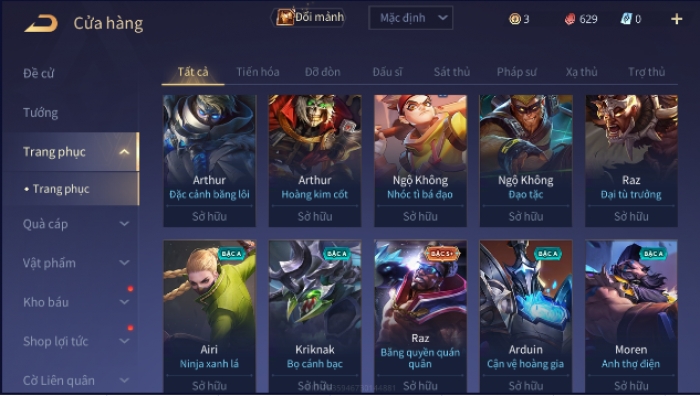 Cửa hàng
Đổi mảnh
Mặc định
3
629
0
Đề cử
Tướng
Trang phục
• Trang phục
Quà cáp
Vật phẩm
Kho báu
Shop lợi tức
Cờ Liên quân
Tất cả
Tiến hóa
Đỡ đòn
Đấu sĩ
Sát thủ
Pháp sư
Xạ thủ
Trợ thủ
Arthur
Đặc cảnh băng lôi
Sở hữu
Arthur
Hoàng kim cốt
Sở hữu
Ngộ Không
Nhóc tì bá đạo
Sở hữu
Ngộ Không
Đạo tặc
Sở hữu
Raz
Đại tù trưởng
Sở hữu
BẬC A
Airi
Ninja xanh lá
Sở hữu
BẬC A
Kriknak
Bọ cánh bạc
Sở hữu
BẬC S+
Raz
Băng quyền quán
quân
Sở hữu
BẬC A
Arduin
Cận vệ hoàng gia
Sở hữu
BẬC A
Moren
Anh thợ điện
Sở hữu